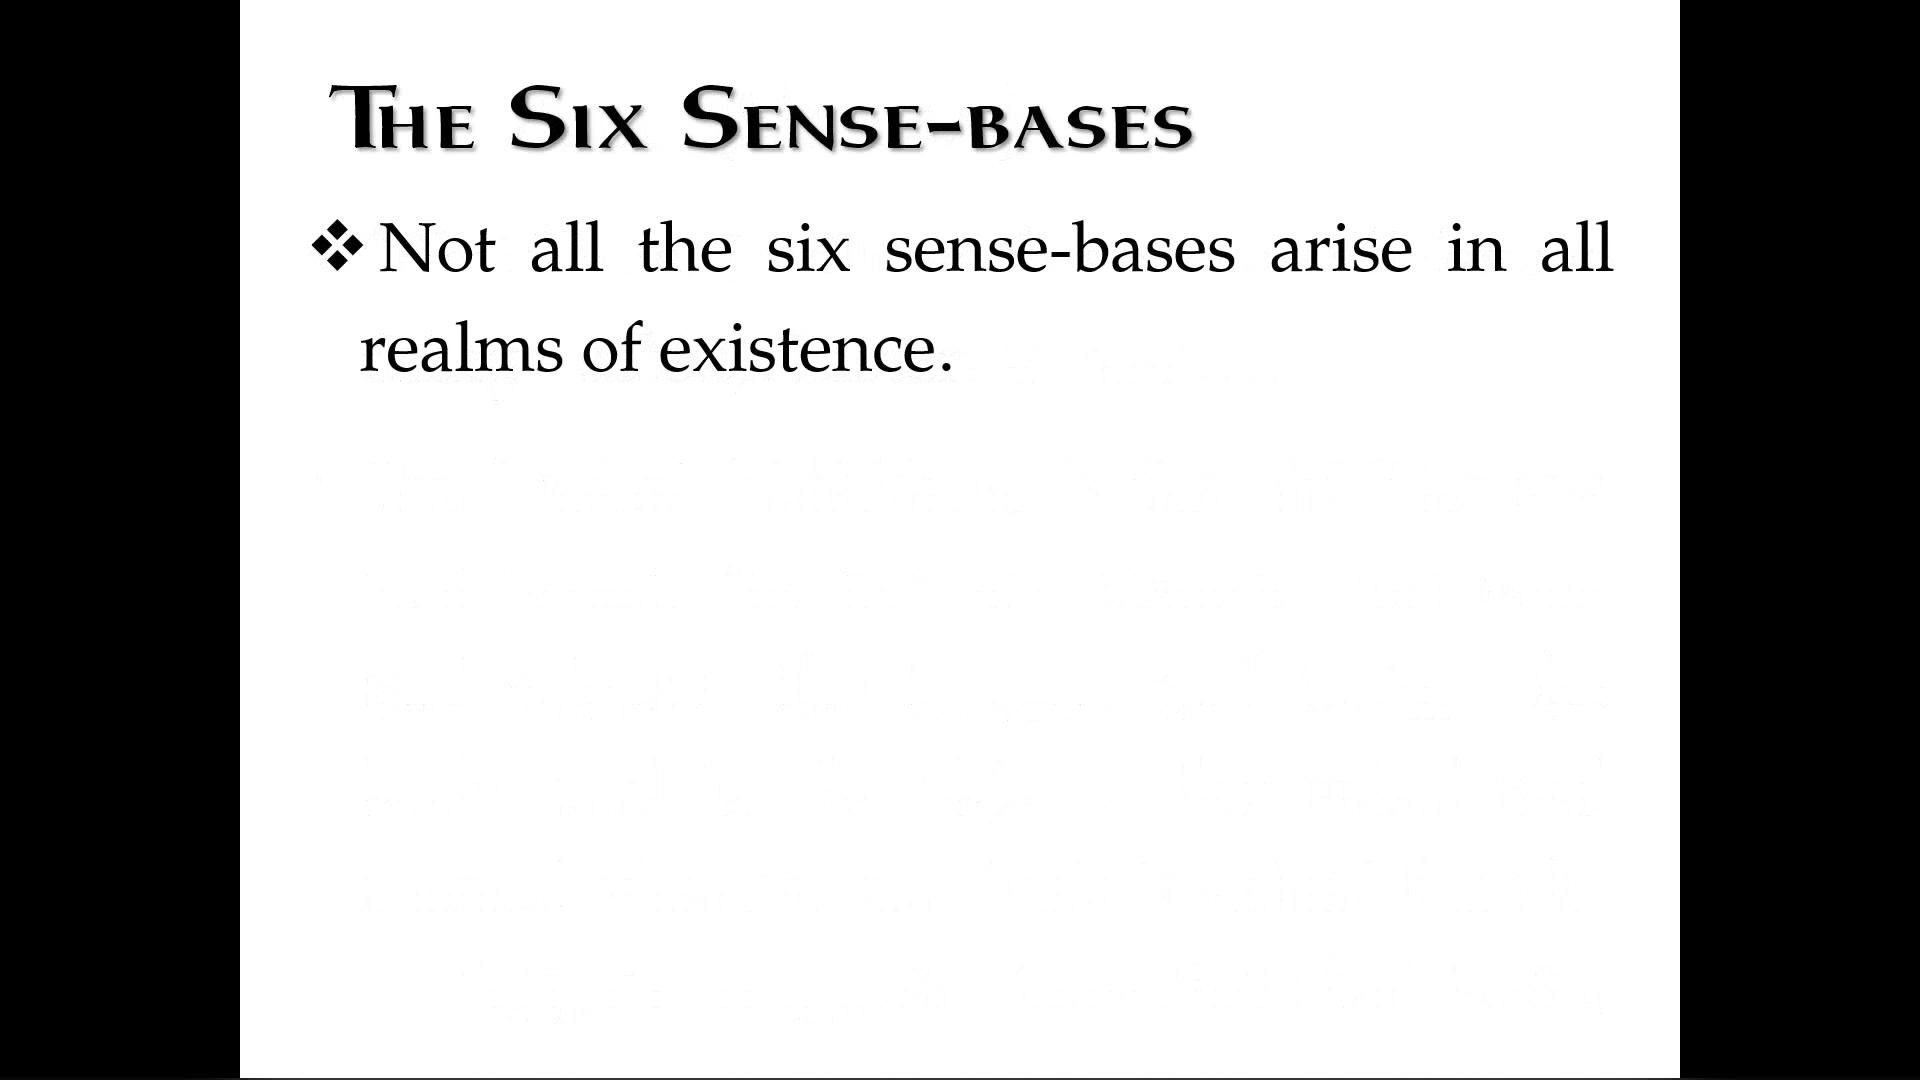 The Six Sense-bases
❖ Not all the six sense-bases arise in all
realms of existence.